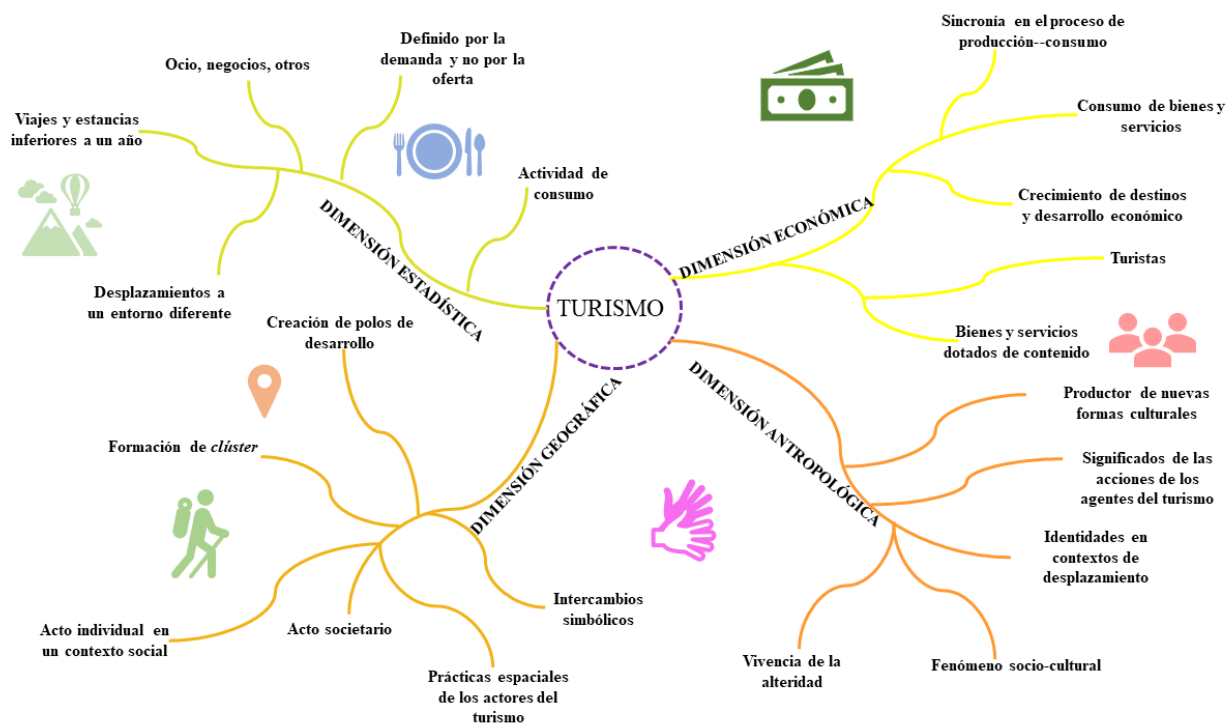 TURISMO
DIMENSIÓN ESTADÍSTICA
Viajes y estancias
inferiores a un año
Ocio, negocios, otros
Definido por la
demanda y no por la
oferta
Actividad de
consumo
Desplazamientos a
un entorno diferente
DIMENSIÓN ECONÓMICA
Sincronía en el proceso de
producción--consumo
Consumo de bienes y
servicios
Crecimiento de destinos
y desarrollo económico
Turistas
Bienes y servicios
dotados de contenido
DIMENSIÓN GEOGRÁFICA
Creación de polos de
desarrollo
Formación de clúster
Acto individual en
un contexto social
Acto societario
Prácticas espaciales
de los actores del
turismo
Intercambios
simbólicos
DIMENSIÓN ANTROPOLÓGICA
Productor de nuevas
formas culturales
Significados de las
acciones de los
agentes del turismo
Identidades en
contextos de
desplazamiento
Fenómeno socio-cultural
Vivencia de la
alteridad